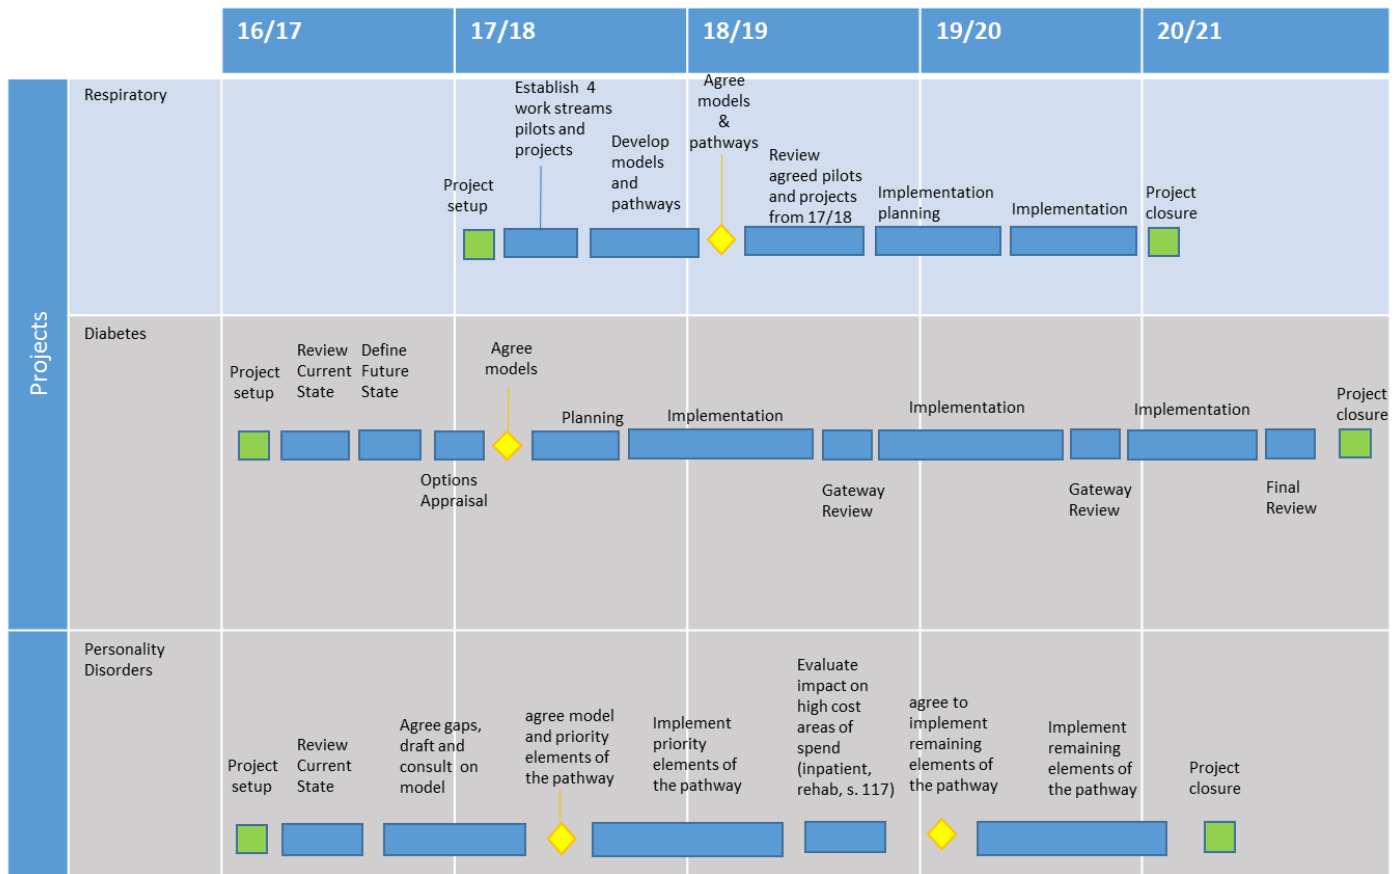 16/17
17/18
18/19
19/20
20/21
Projects
Respiratory
Project
setup
Establish 4
work streams
pilots and
projects
Develop
models
and
pathways
Agree
models
&
pathways
Review
agreed pilots
and projects
from 17/18
Implementation
planning
Implementation
Project
closure
Diabetes
Project
setup
Review
Current
State
Define
Future
State
Options
Appraisal
Agree
models
Planning
Implementation
Gateway
Review
Implementation
Gateway
Review
Implementation
Final
Review
Project
closure
Personality
Disorders
Project
setup
Review
Current
State
Agree gaps,
draft and
consult on
model
agree model
and priority
elements of
the pathway
Implement
priority
elements of
the pathway
Evaluate
impact on
high cost
areas of
spend
(inpatient,
rehab, s. 117)
agree to
implement
remaining
elements of
the pathway
Implement
remaining
elements of
the pathway
Project
closure